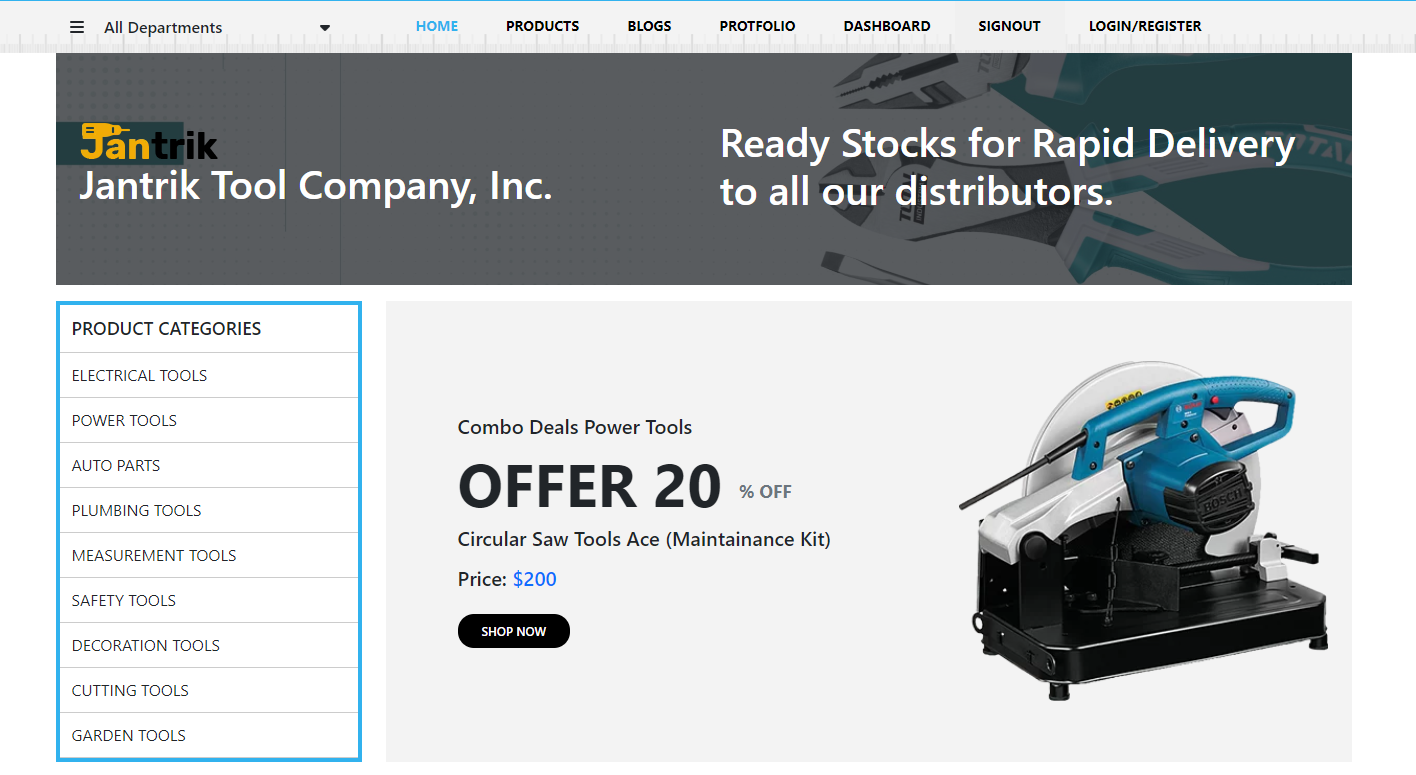 All Departments
HOME
PRODUCTS
BLOGS
PROTFOLIO
DASHBOARD
SIGNOUT
LOGIN/REGISTER
Jantrik
Jantrik Tool Company, Inc.
Ready Stocks for Rapid Delivery
to all our distributors.
PRODUCT CATEGORIES
ELECTRICAL TOOLS
POWER TOOLS
AUTO PARTS
PLUMBING TOOLS
MEASUREMENT TOOLS
SAFETY TOOLS
DECORATION TOOLS
CUTTING TOOLS
GARDEN TOOLS
Combo Deals Power Tools
OFFER 20 % OFF
Circular Saw Tools Ace (Maintainance Kit)
Price: $200
SHOP NOW
BOSCH